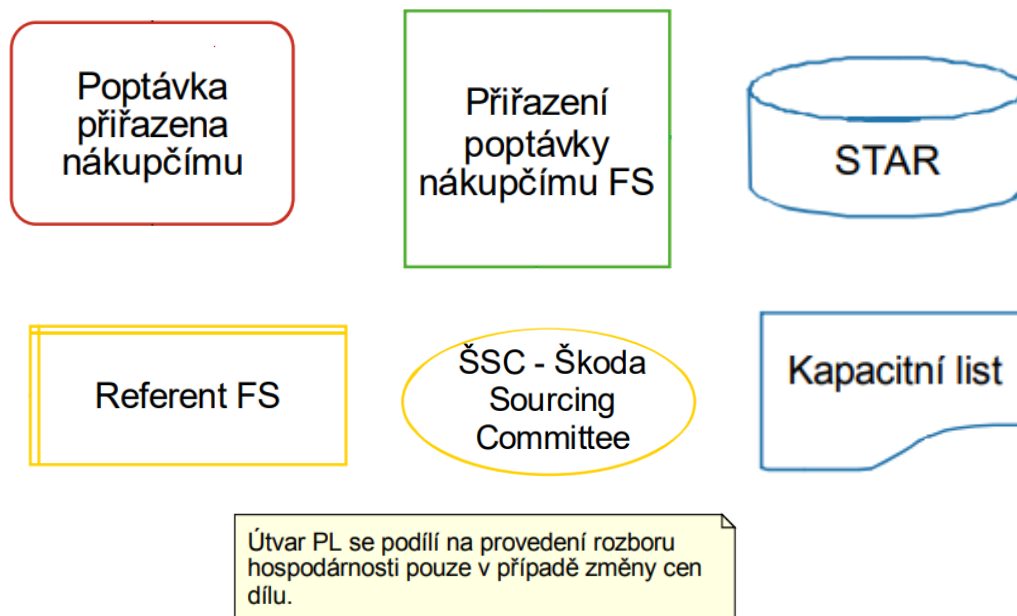 Poptávka
přiřazena
nákupčímu
Přiřazení
poptávky
nákupčímu FS
STAR
Referent FS
ŠSC - Škoda
Sourcing
Committee
Kapacitní list
Útvar PL se podílí na provedení rozboru
hospodárnosti pouze v případě změny cen
dílu.